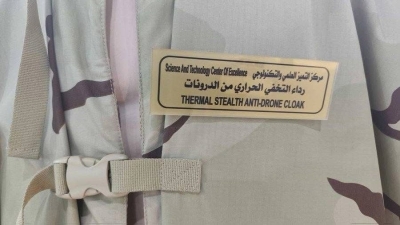 Science And Technology Center Of Excellence مركز التميز العلمي والتكنولوجي
رداء التخفي الحراري من الدرونات
THERMAL STEALTH ANTI-DRONE CLOAK